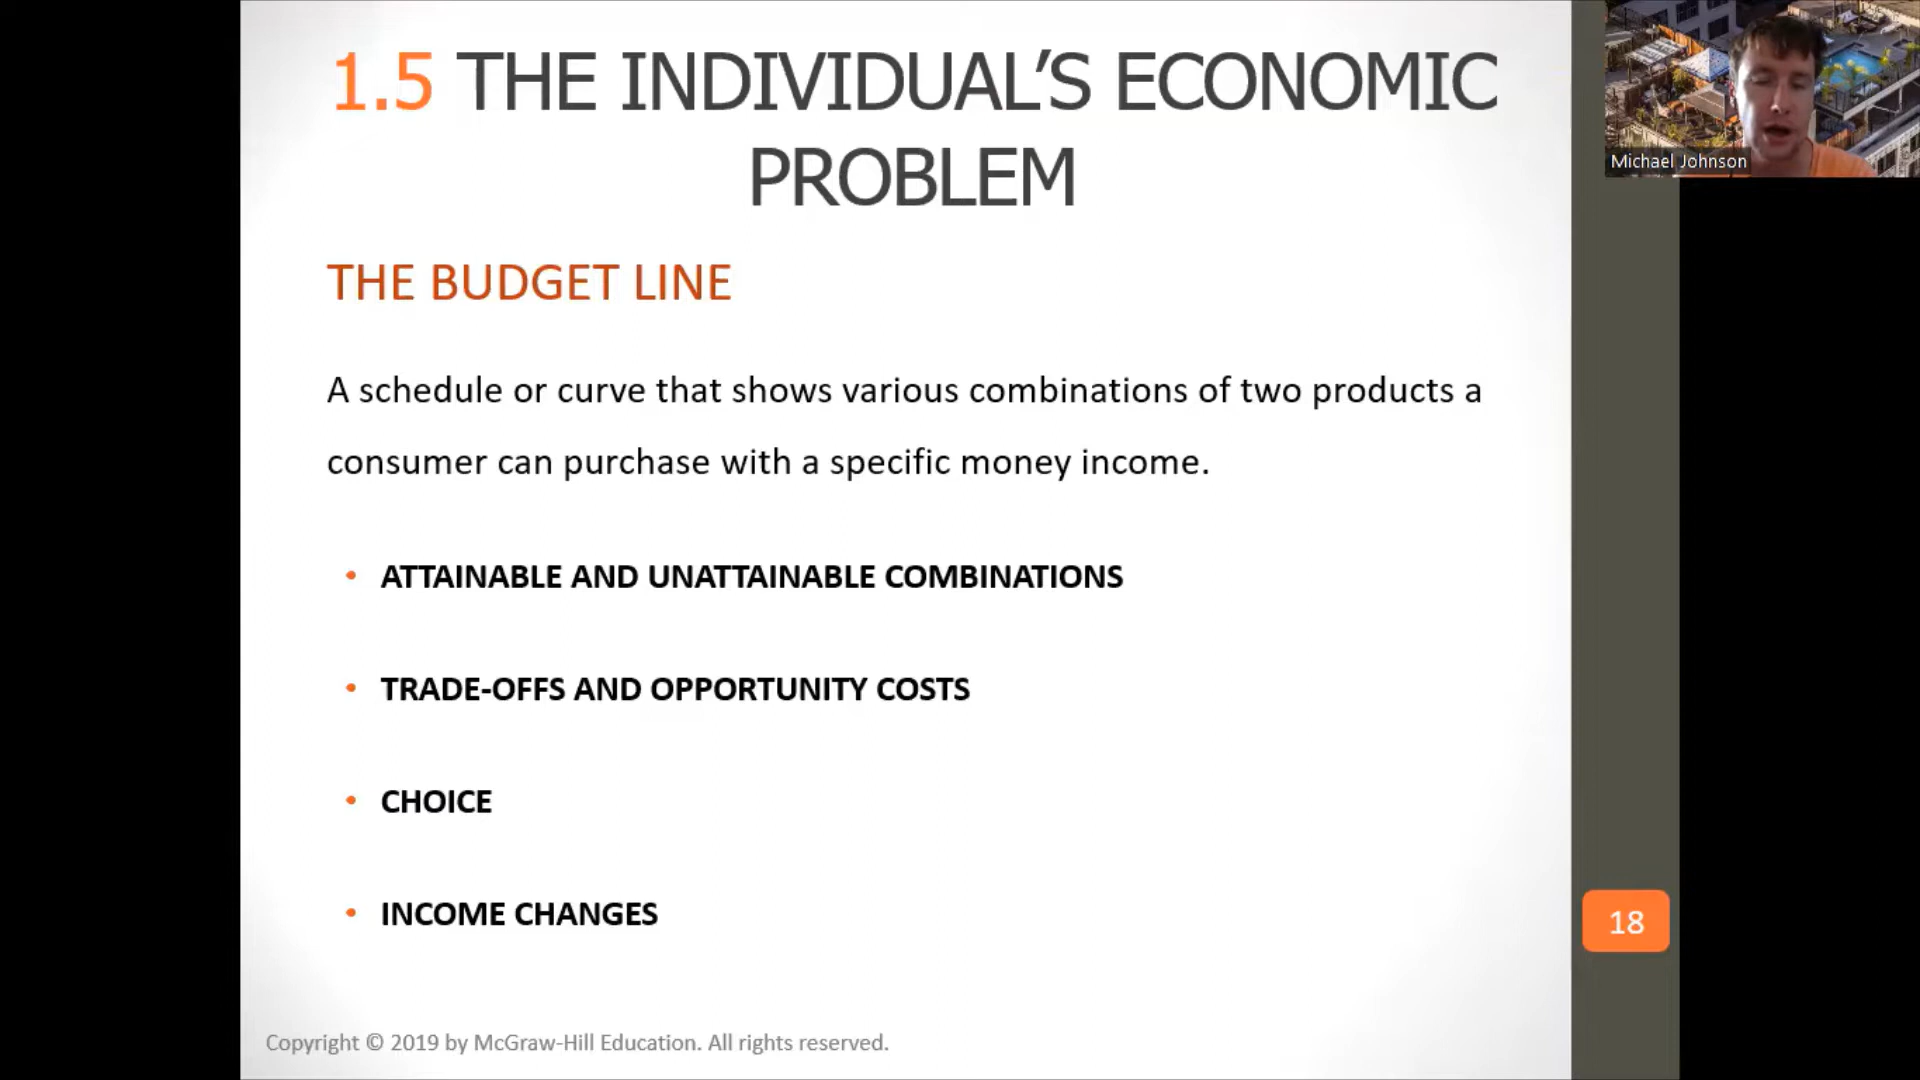 1.5 THE INDIVIDUAL’S ECONOMIC
PROBLEM
Michael Johnson
THE BUDGET LINE
A schedule or curve that shows various combinations of two products a
consumer can purchase with a specific money income.
• ATTAINABLE AND UNATTAINABLE COMBINATIONS
• TRADE-OFFS AND OPPORTUNITY COSTS
• CHOICE
• INCOME CHANGES
18
Copyright © 2019 by McGraw-Hill Education. All rights reserved.